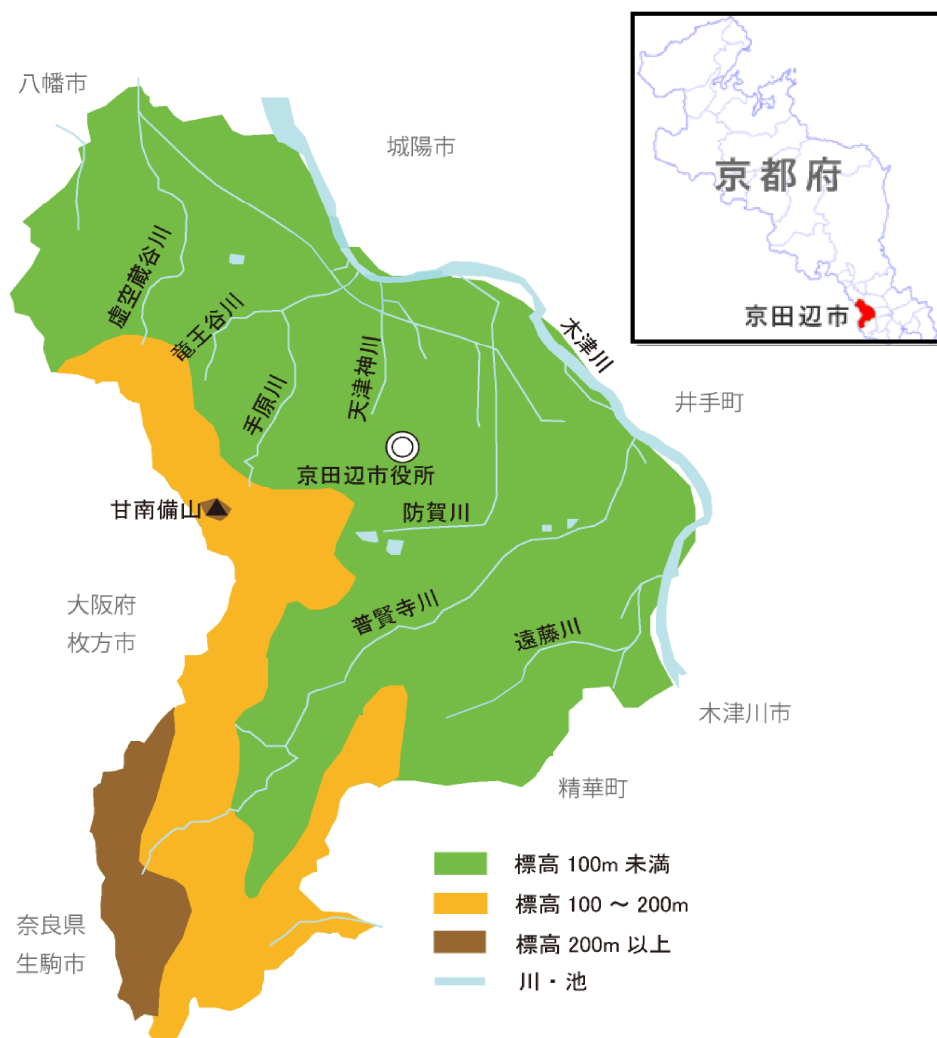 八幡市
城陽市
京都府
京田辺市
虚空蔵谷川
竜王谷川
手原川
天津神川
木津川
井手町
京田辺市役所
甘南備山
防賀川
大阪府
枚方市
普賢寺川
遠藤川
木津川市
精華町
奈良県
生駒市
標高 100m 未満
標高 100 ～ 200m
標高 200m 以上
川・池